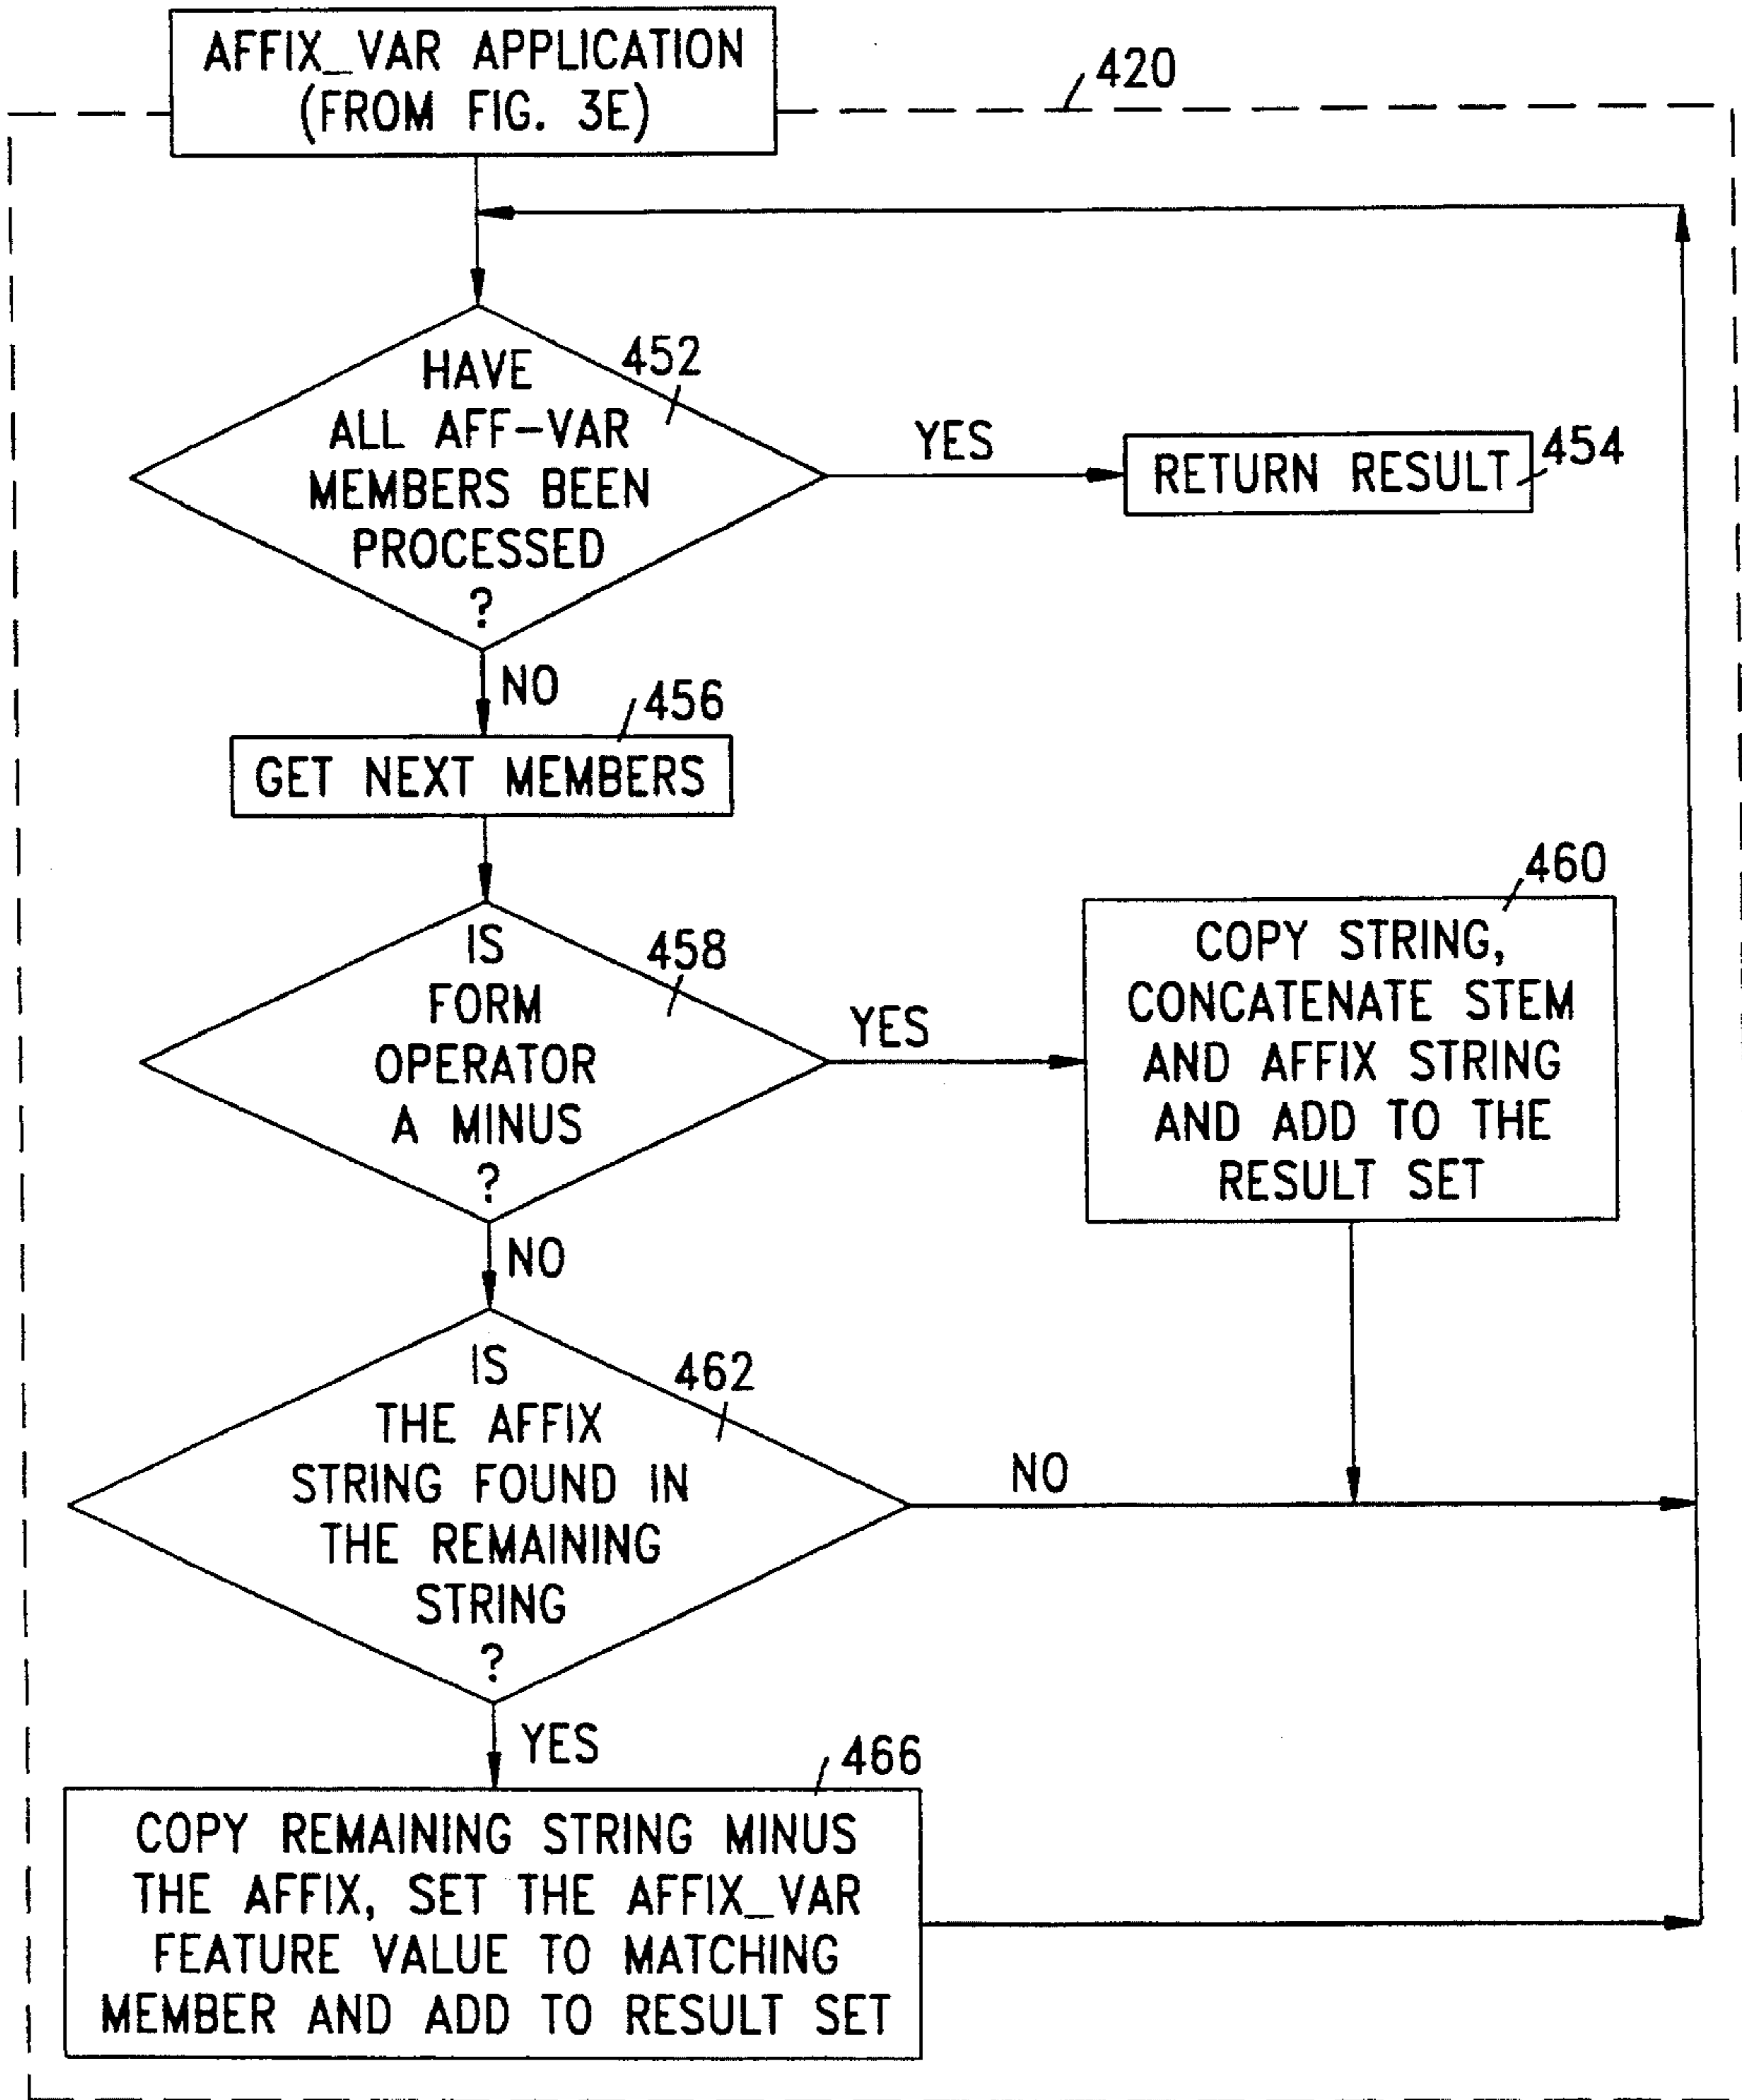 AFFIX_VAR APPLICATION
(FROM FIG. 3E)
420
HAVE
ALL AFF-VAR
MEMBERS BEEN
PROCESSED
?
452
YES
RETURN RESULT
454
NO
456
GET NEXT MEMBERS
IS
FORM
OPERATOR
A MINUS
?
458
YES
460
COPY STRING,
CONCATENATE STEM
AND AFFIX STRING
AND ADD TO THE
RESULT SET
NO
IS
THE AFFIX
STRING FOUND IN
THE REMAINING
STRING
?
462
NO
YES
466
COPY REMAINING STRING MINUS
THE AFFIX, SET THE AFFIX_VAR
FEATURE VALUE TO MATCHING
MEMBER AND ADD TO RESULT SET